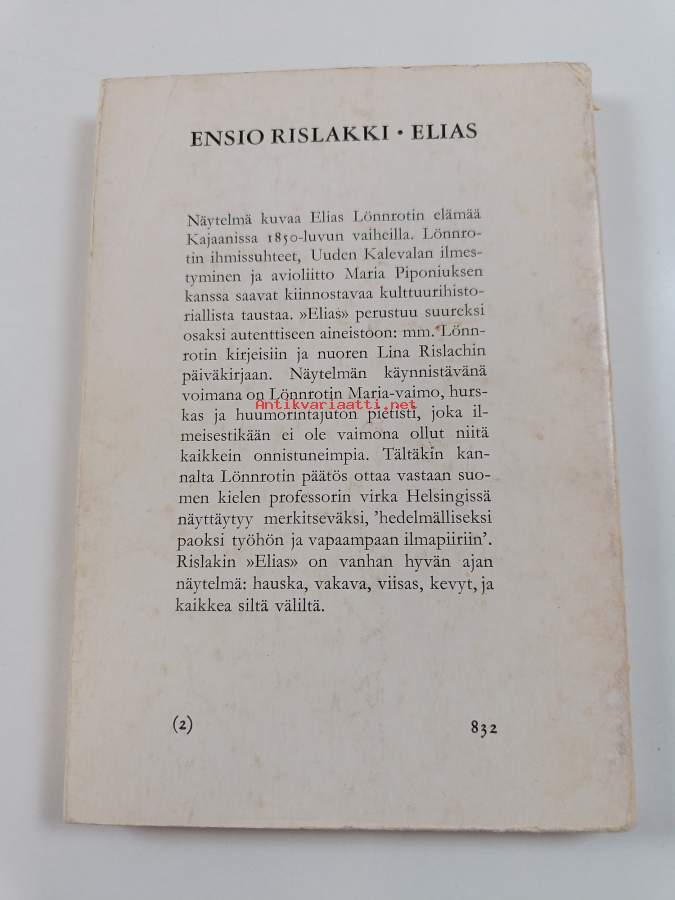 ENSIO RISLAKKI • ELIAS
Näytelmä kuvaa Elias Lönnrotin elämää
Kajaanissa 1850-luvun vaiheilla. Lönnro-
tin ihmissuhteet, Uuden Kalevalan ilmes-
tyminen ja avioliitto Maria Piponiuksen
kanssa saavat kiinnostavaa kulttuurihisto-
riallista taustaa. »Elias» perustuu suureksi
osaksi autenttiseen aineistoon: mm. Lönn-
rotin kirjeisiin ja nuoren Lina Rislachin
päiväkirjaan. Näytelmän käynnistävänä
voimana on Lönnrotin Maria-vaimo, hurs-
Antikvariaatti.net
kas ja huumorintajuton pietisti, joka il-
meisestikään ei ole vaimona ollut niitä
kaikkein onnistuneimpia. Tältäkin kan-
nalta Lönnrotin päätös ottaa vastaan suo-
men kielen professorin virka Helsingissä
näyttäytyy merkitseväksi, 'hedelmälliseksi
paoksi työhön ja vapaampaan ilmapiiriin'.
Rislakin »Elias» on vanhan hyvän ajan
näytelmä: hauska, vakava, viisas, kevyt, ja
kaikkea siltä väliltä.
(2)
832